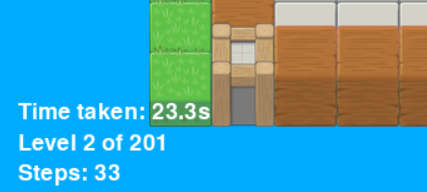 Time taken: 23.3s
Level 2 of 201
Steps: 33